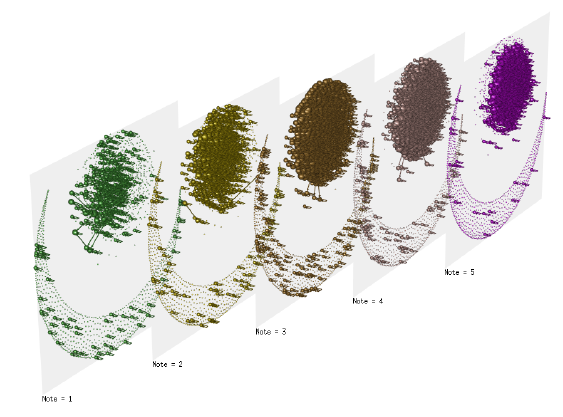 Note = 5
Note = 4
Note = 3
Note = 2
Note = 1